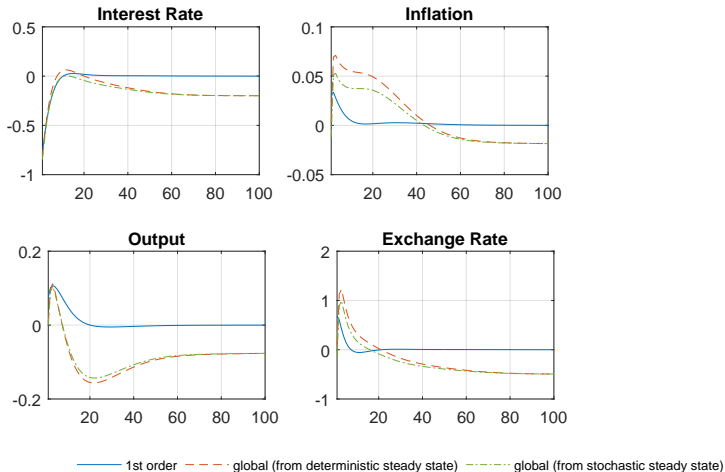 Interest Rate
0.5
0
-0.5
-1
20 40 60 80 100
Inflation
0.1
0.05
0
-0.05
20 40 60 80 100
Output
0.2
0
-0.2
20 40 60 80 100
Exchange Rate
2
1
0
-1
20 40 60 80 100
1st order global (from deterministic steady state) global (from stochastic steady state)